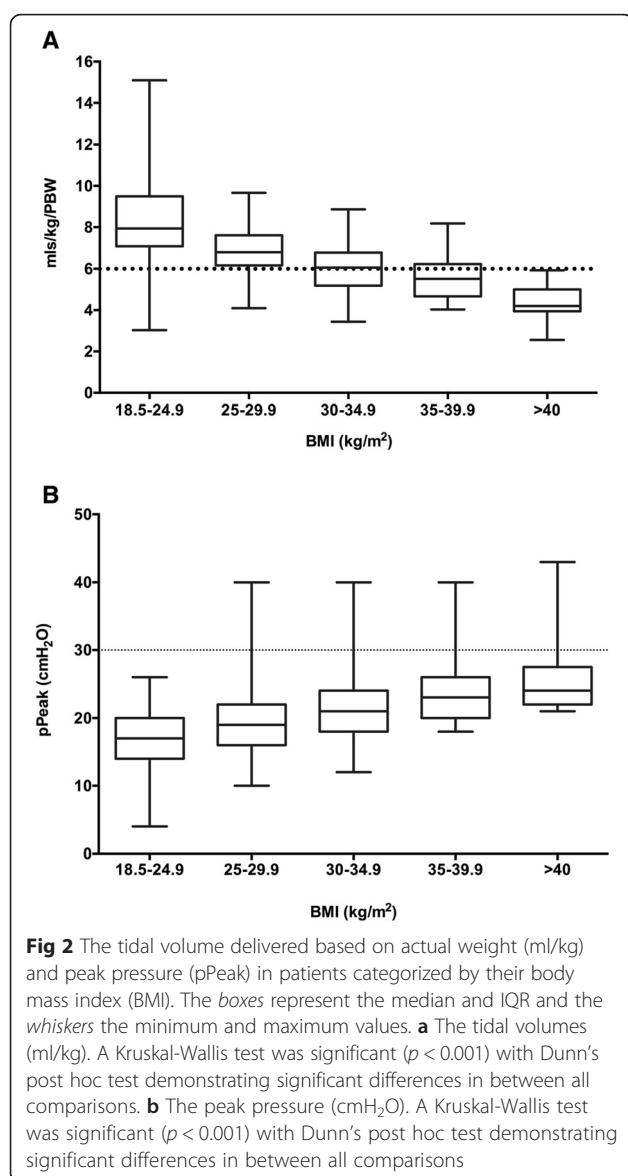 A
16
14
12
10
8
6
4
2
0
mls/kg/PBW
18.5-24.9 25-29.9 30-34.9 35-39.9 >40
BMI (kg/m²)
B
50
40
30
20
10
0
pPeak (cmH₂O)
18.5-24.9 25-29.9 30-34.9 35-39.9 >40
BMI (kg/m²)
Fig 2 The tidal volume delivered based on actual weight (ml/kg)
and peak pressure (pPeak) in patients categorized by their body
mass index (BMI). The boxes represent the median and IQR and the
whiskers the minimum and maximum values. a The tidal volumes
(ml/kg). A Kruskal-Wallis test was significant (p < 0.001) with Dunn's
post hoc test demonstrating significant differences in between all
comparisons. b The peak pressure (cmH₂O). A Kruskal-Wallis test
was significant (p < 0.001) with Dunn's post hoc test demonstrating
significant differences in between all comparisons